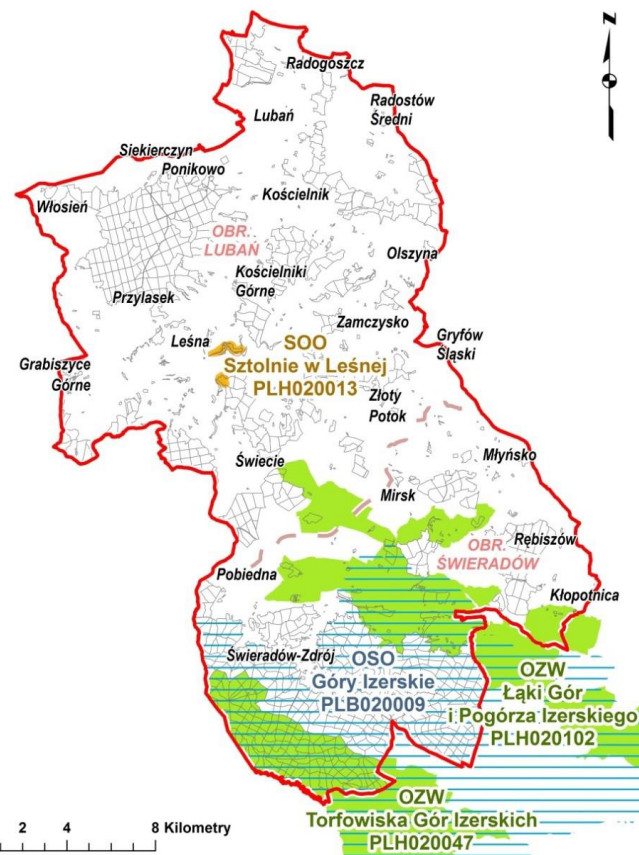 N
Radogoszcz
Lubań
Radostów
Średni
Siekierczyn
Ponikowo
Kościelnik
Włosień
OBR.
LUBAŃ
Olszyna
Kościelniki
Górne
Przylasek
Zamczysko
Leśna
Gryfów
Śląski
SOO
Sztolnie w Leśnej
PLH020013
Grabiszyce
Górne
Złoty
Potok
Świecie
Młyńsko
Mirsk
Rębiszów
OBR.
ŚWIERADÓW
Pobiedna
Kłopotnica
Świeradów-Zdrój
OSO
Góry Izerskie
PLB020009
OZW
Łąki Gór
i Pogórza Izerskiego
PLH020102
OZW
Torfowiska Gór Izerskich
PLH020047
2 4 8 Kilometry